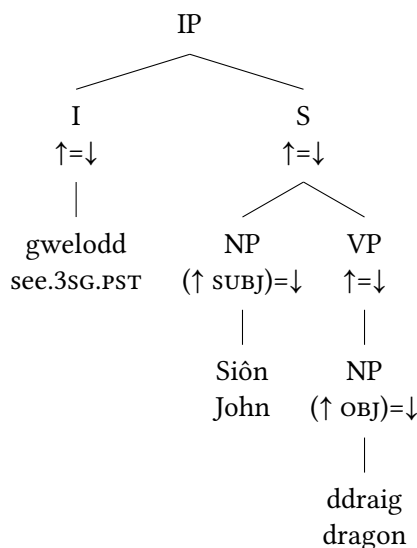 IP
I S
↑=↓ ↑=↓
gwelodd NP VP
see.3SG.PST (↑ SUBJ)=↓ ↑=↓
Siôn NP
John (↑ OBJ)=↓
ddraig
dragon